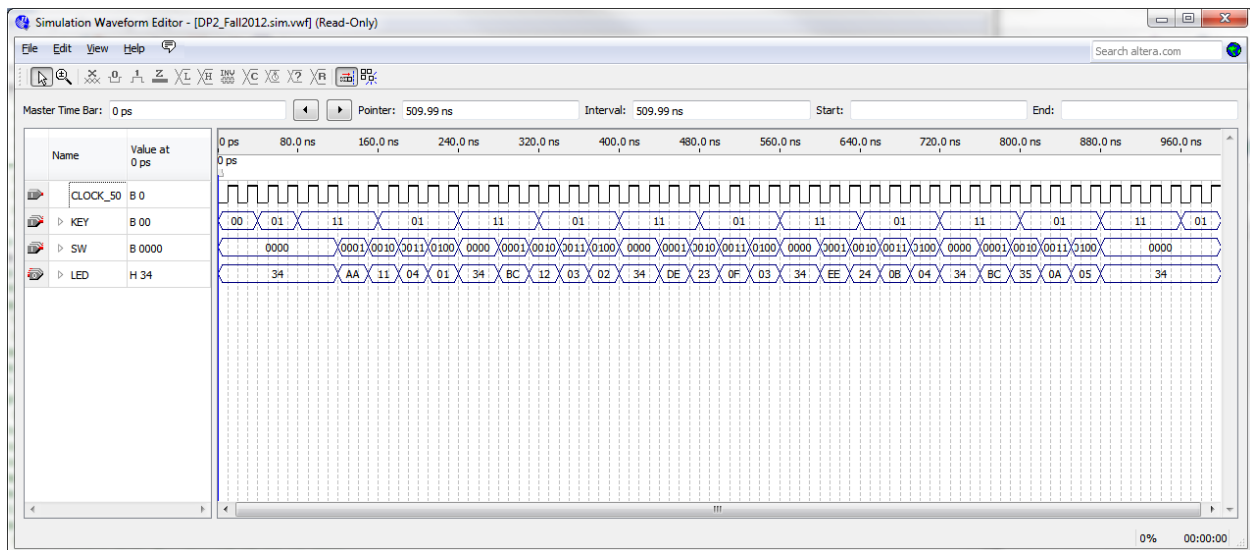 Simulation Waveform Editor - [DP2_Fall2012.sim.vwf] (Read-Only)
File Edit View Help
Search altera.com
Master Time Bar: 0 ps Pointer: 509.99 ns Interval: 509.99 ns Start: End:
Name Value at 0 ps
0 ps 80.0 ns 160.0 ns 240.0 ns 320.0 ns 400.0 ns 480.0 ns 560.0 ns 640.0 ns 720.0 ns 800.0 ns 880.0 ns 960.0 ns
0 ps
CLOCK_50 B 0
KEY B 00 00 01 11 01 11 01 11 01 11 01 11 01 11 01
SW B 0000 0000 0001 0010 0011 0100 0000 0001 0010 0011 0100 0000 0001 0010 0011 0100 0000 0001 0010 0011 0100 0000 0001 0010 0011 0100 0000
LED H 34 34 AA 11 04 01 34 BC 12 03 02 34 DE 23 0F 03 34 EE 24 0B 04 34 BC 35 0A 05 34
0% 00:00:00